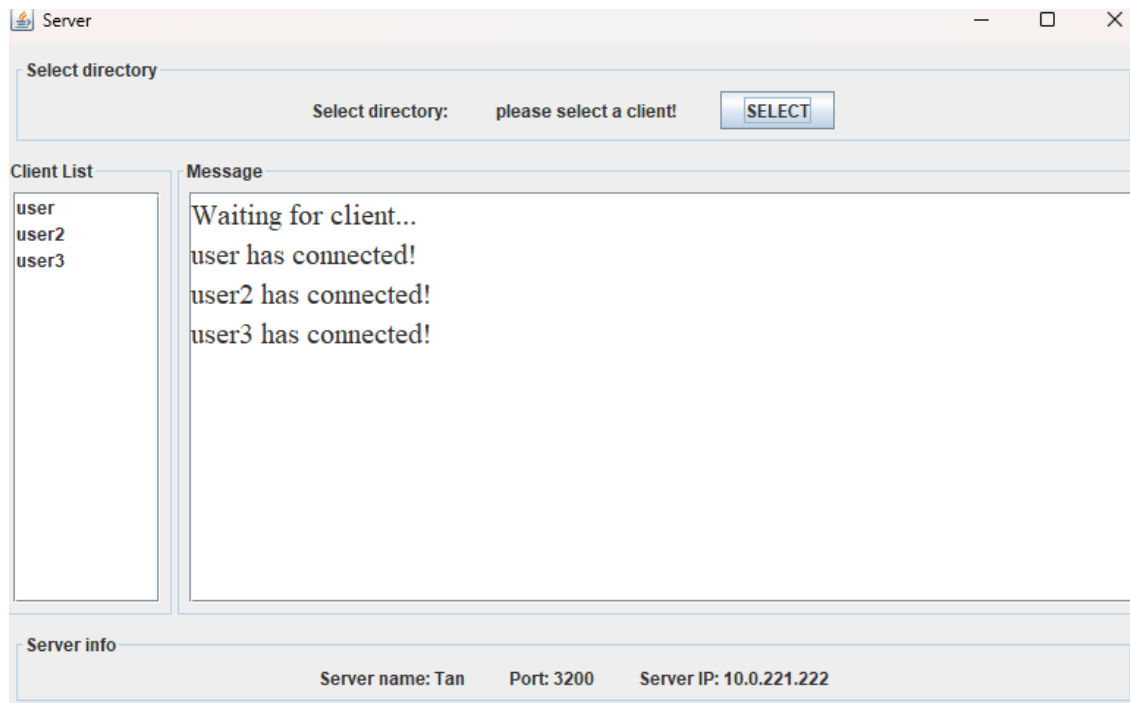 Server
Select directory
Select directory: please select a client! SELECT
Client List
user
user2
user3
Message
Waiting for client...
user has connected!
user2 has connected!
user3 has connected!
Server info
Server name: Tan Port: 3200 Server IP: 10.0.221.222